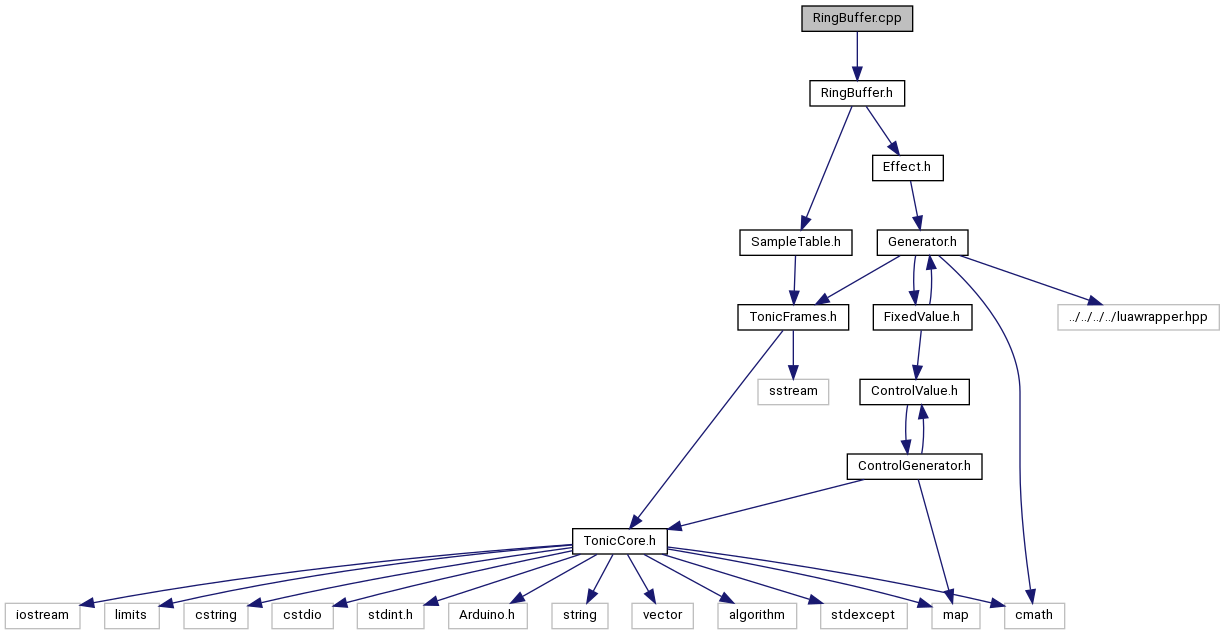 RingBuffer.cpp
RingBuffer.h
Effect.h
SampleTable.h
Generator.h
TonicFrames.h
FixedValue.h
../../../../luawrapper.hpp
sstream
ControlValue.h
ControlGenerator.h
TonicCore.h
iostream
limits
cstring
cstdio
stdint.h
Arduino.h
string
vector
algorithm
stdexcept
map
cmath